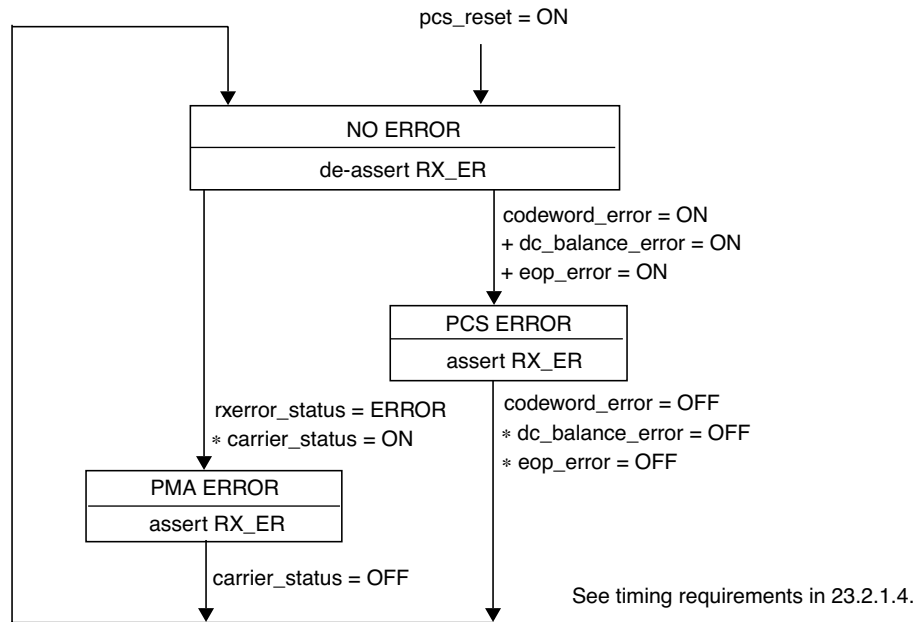 pcs_reset = ON
NO ERROR
de-assert RX_ER
codeword_error = ON
+ dc_balance_error = ON
+ eop_error = ON
PCS ERROR
assert RX_ER
rxerror_status = ERROR
* carrier_status = ON
codeword_error = OFF
* dc_balance_error = OFF
* eop_error = OFF
PMA ERROR
assert RX_ER
carrier_status = OFF
See timing requirements in 23.2.1.4.